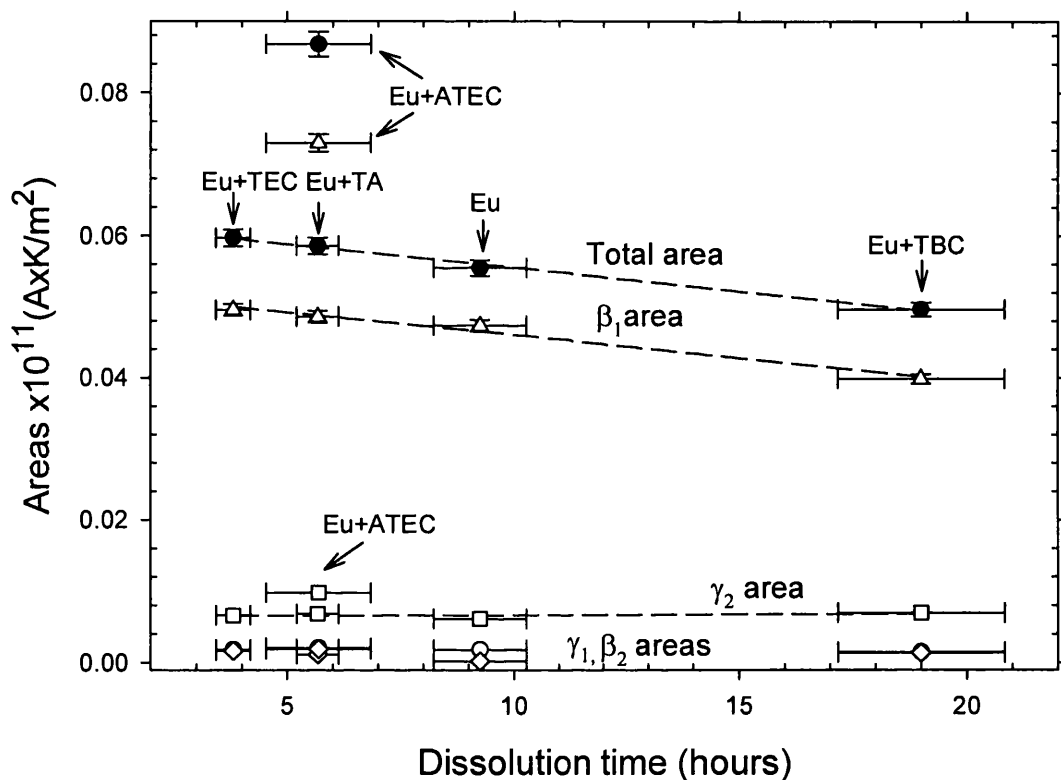 0.08
Eu+ATEC
Eu+TEC Eu+TA
Eu
Eu+TBC
0.06
Total area
β₁ area
0.04
Areas x10¹¹(AxK/m²)
0.02
Eu+ATEC
γ₂ area
γ₁, β₂ areas
0.00
5 10 15 20
Dissolution time (hours)